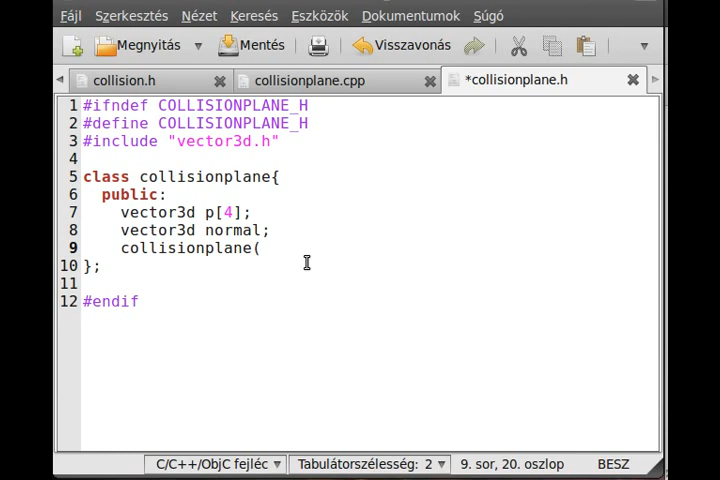 Fájl Szerkesztés Nézet Keresés Eszközök Dokumentumok Súgó
Megnyitás Mentés Visszavonás
collision.h collisionplane.cpp *collisionplane.h
1 #ifndef COLLISIONPLANE_H
2 #define COLLISIONPLANE_H
3 #include "vector3d.h"
4
5 class collisionplane{
6 public:
7 vector3d p[4];
8 vector3d normal;
9 collisionplane(
10 };
11
12 #endif
C/C++/ObjC fejléc Tabulátorszélesség: 2 9. sor, 20. oszlop BESZ